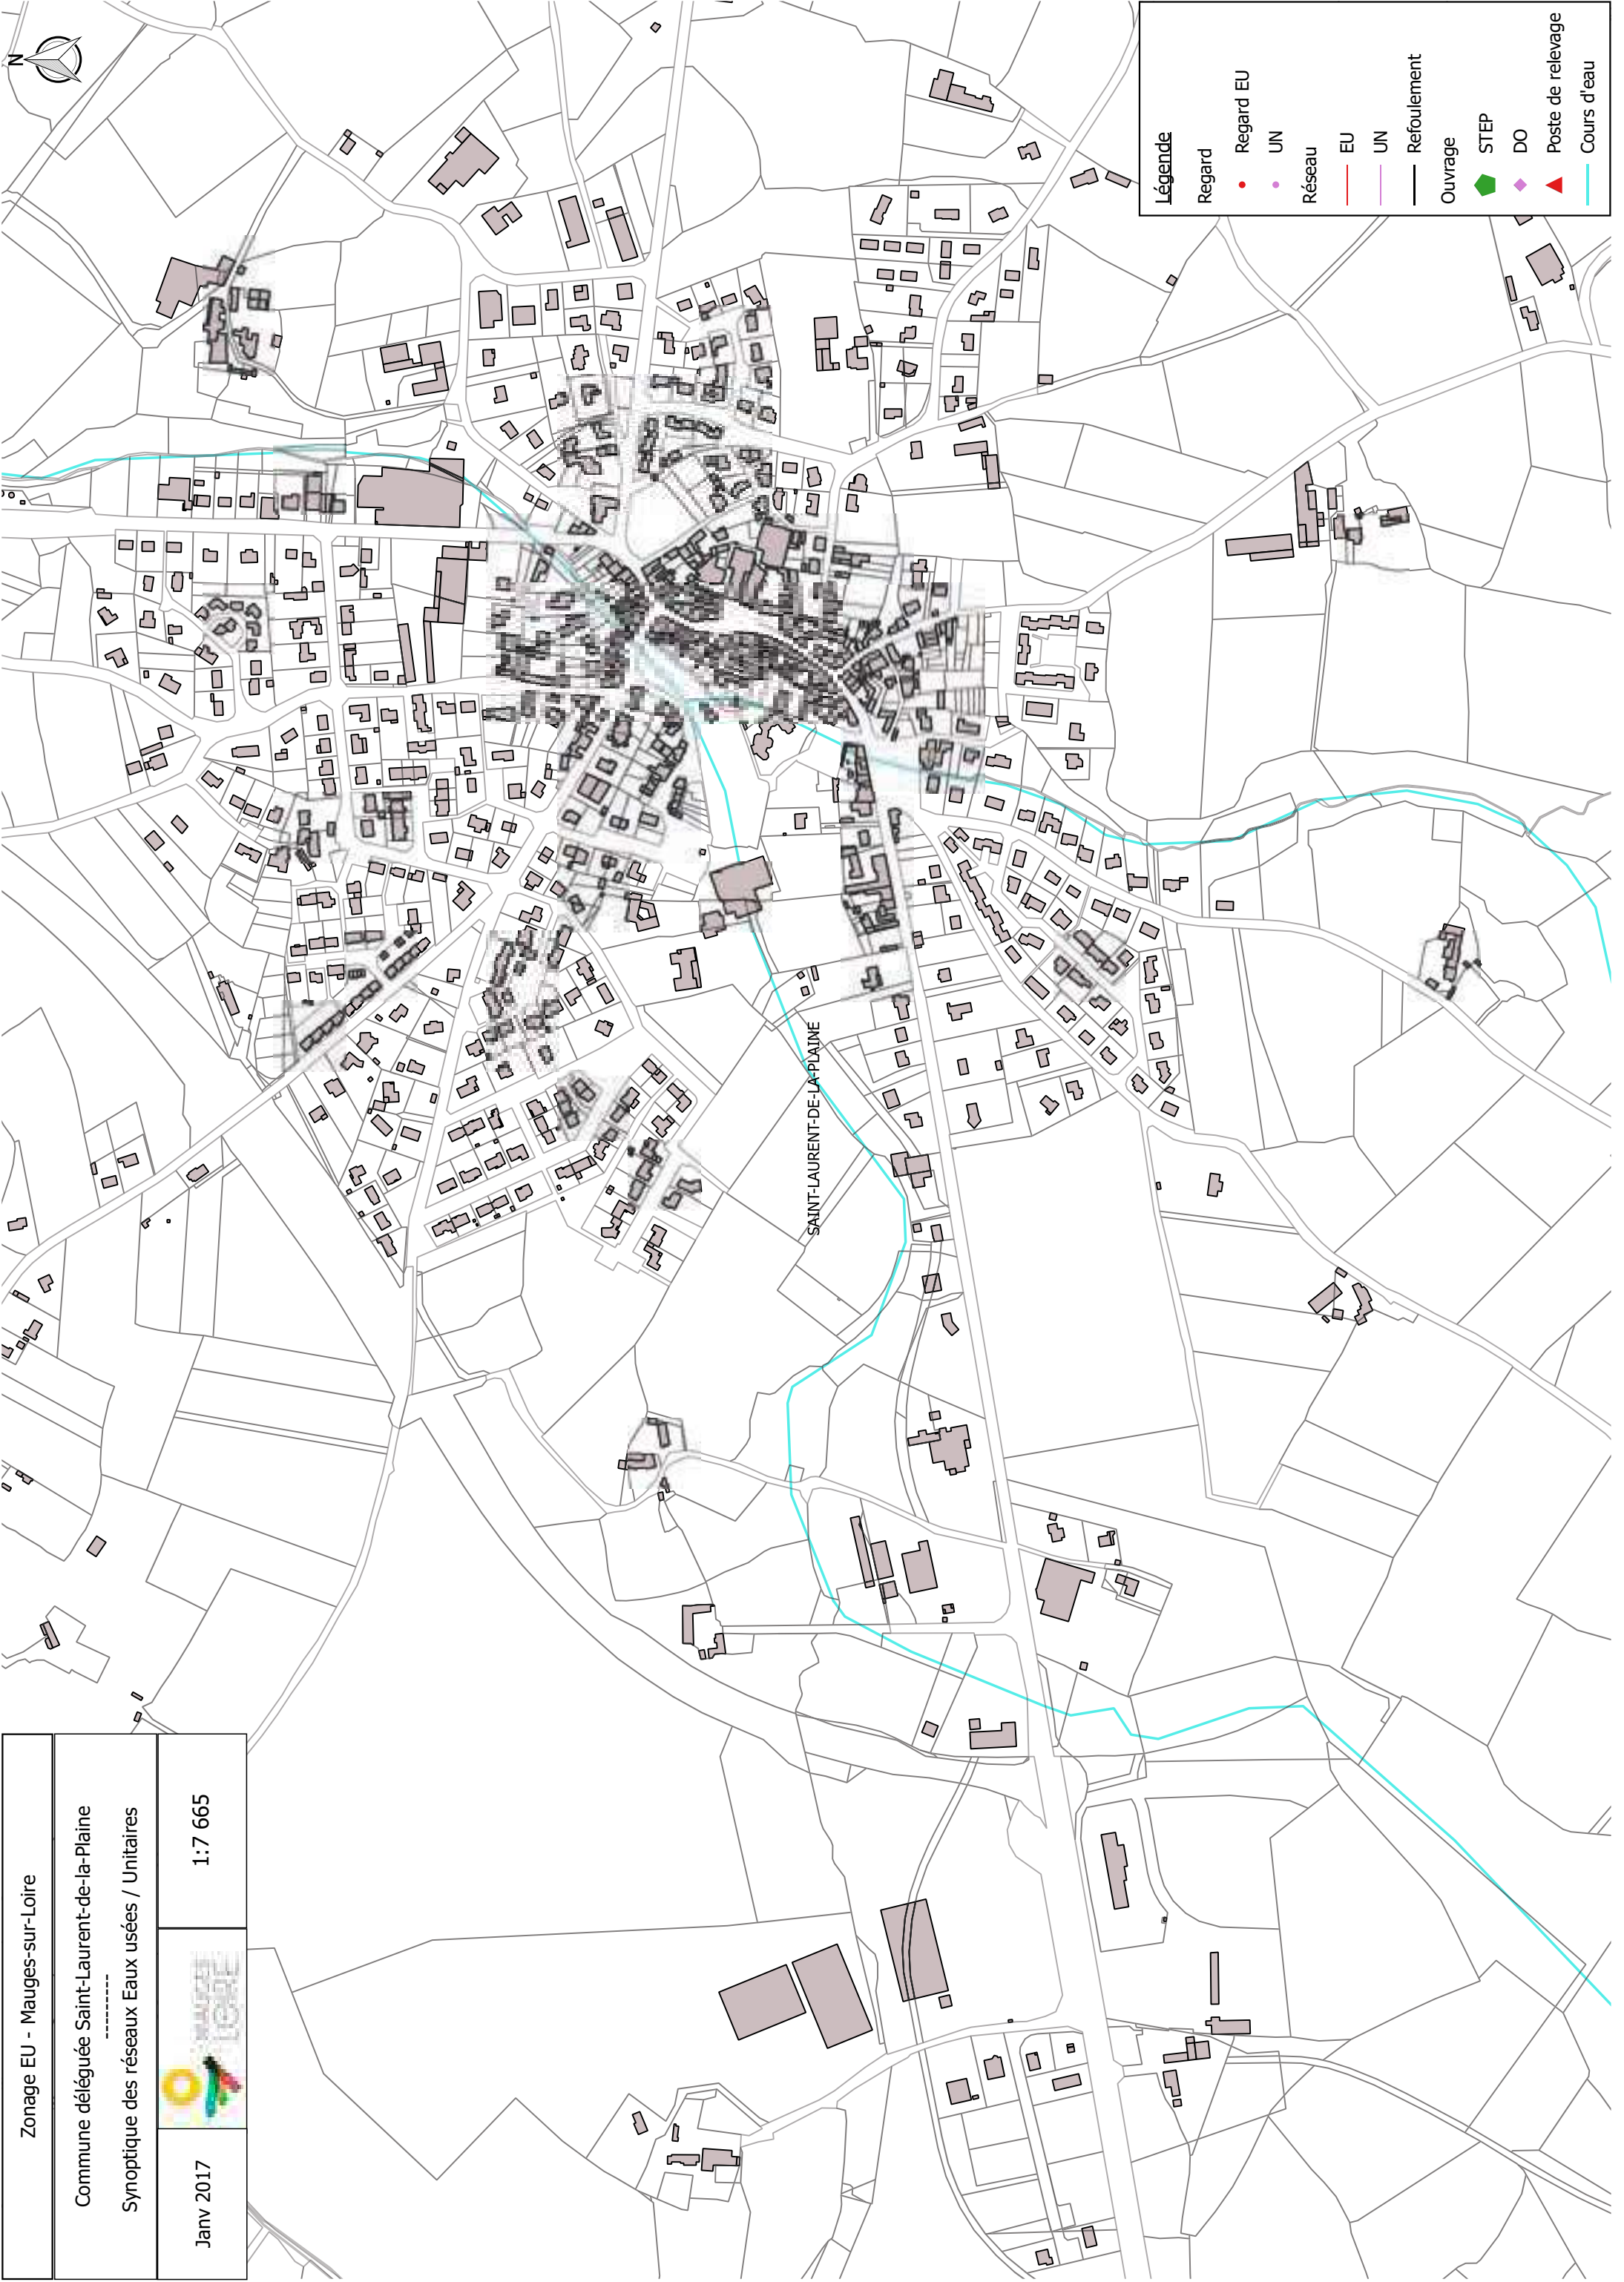 Zonage EU - Mauges-sur-Loire
Commune déléguée Saint-Laurent-de-la-Plaine
---------
Synoptique des réseaux Eaux usées / Unitaires
Janv 2017
1:7 665
N
SAINT-LAURENT-DE-LA-PLAINE
Légende
Regard
Regard EU
UN
Réseau
EU
UN
Refoulement
Ouvrage
STEP
DO
Poste de relevage
Cours d'eau